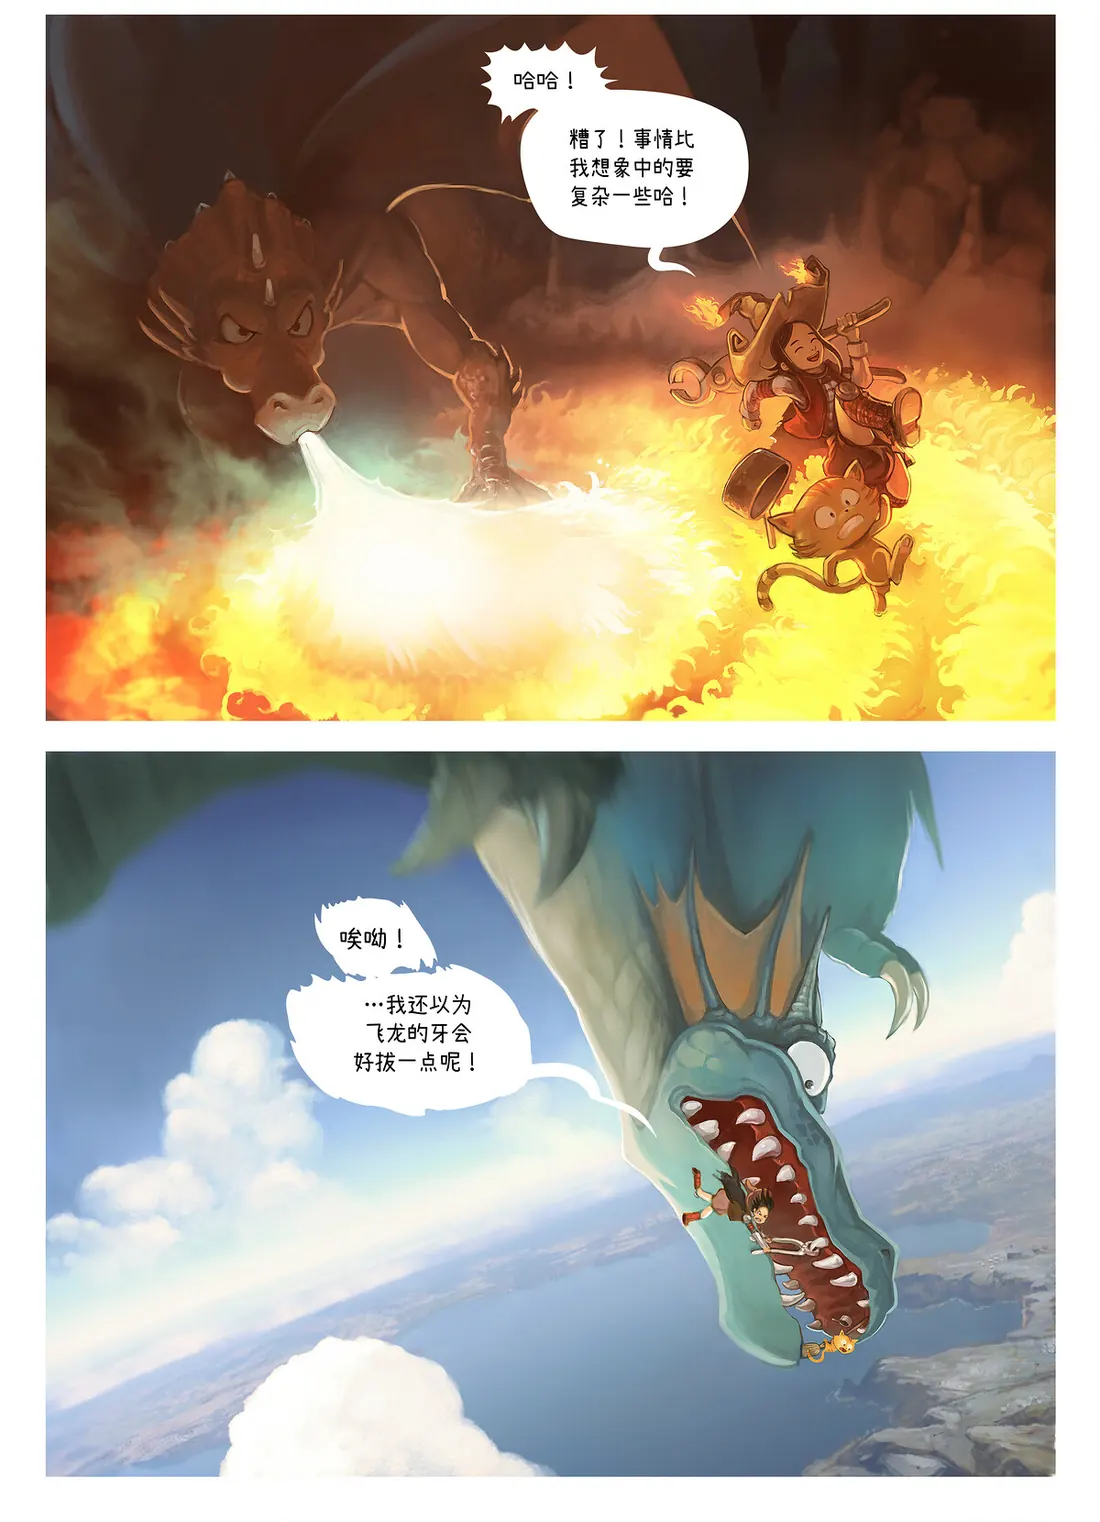 哈哈！
糟了！事情比
我想象中的要
复杂一些哈！
唉呦！
…我还以为
飞龙的牙会
好拔一点呢！